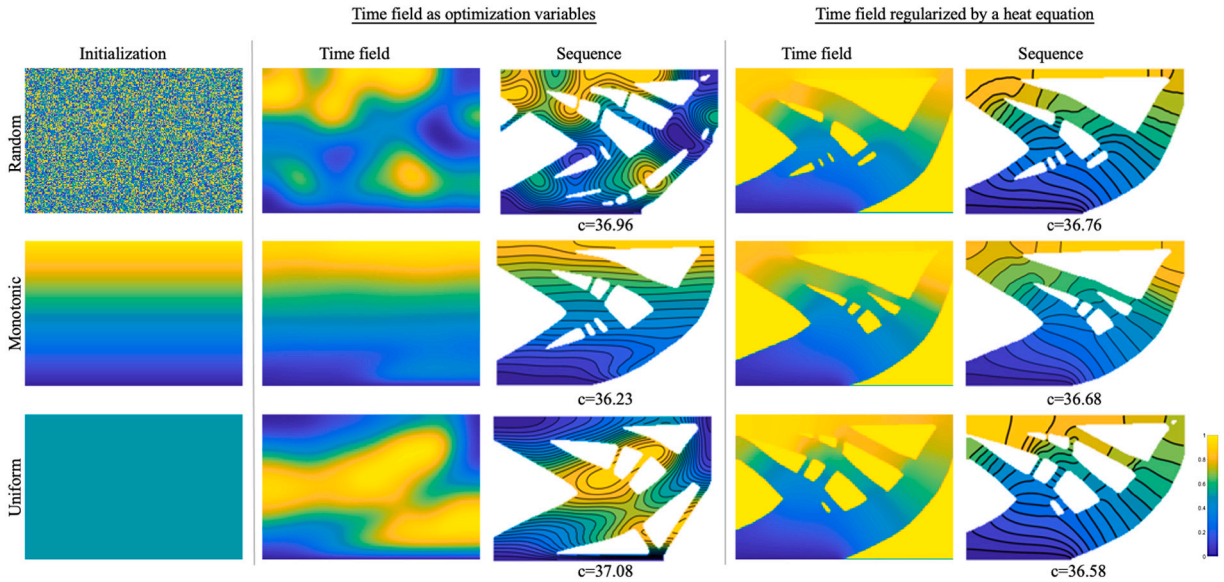 Time field as optimization variables
Time field regularized by a heat equation
Initialization
Time field
Sequence
Time field
Sequence
Random
c=36.96
c=36.76
Monotonic
c=36.23
c=36.68
Uniform
1
0.8
0.6
0.4
0.2
0
c=37.08
c=36.58